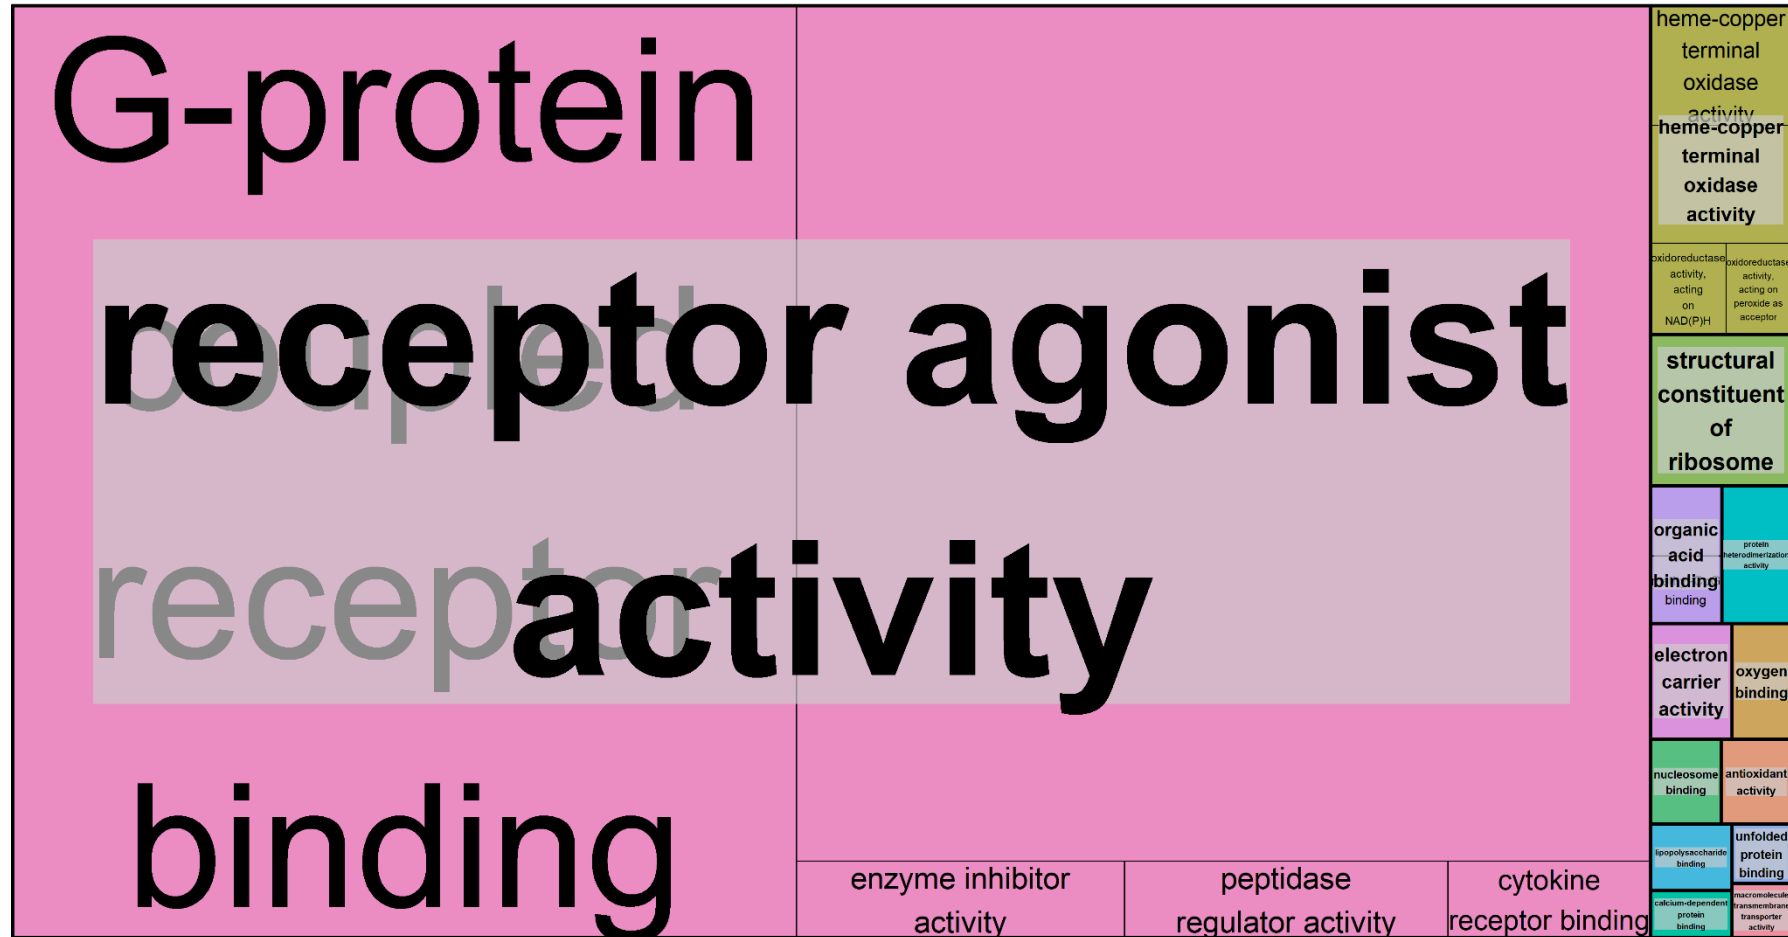 G-protein
coupled
receptor
binding
receptor agonist
activity
enzyme inhibitor
activity
peptidase
regulator activity
cytokine
receptor binding
heme-copper
terminal
oxidase
activity
heme-copper
terminal
oxidase
activity
oxidoreductase
activity,
acting
on
NAD(P)H
oxidoreductase
activity,
acting on
peroxide as
acceptor
structural
constituent
of
ribosome
organic
acid
binding
binding
protein
heterodimerization
activity
electron
carrier
activity
oxygen
binding
nucleosome
binding
antioxidant
activity
lipopolysaccharide
binding
unfolded
protein
binding
calcium-dependent
protein
binding
macromolecule
transmembrane
transporter
activity